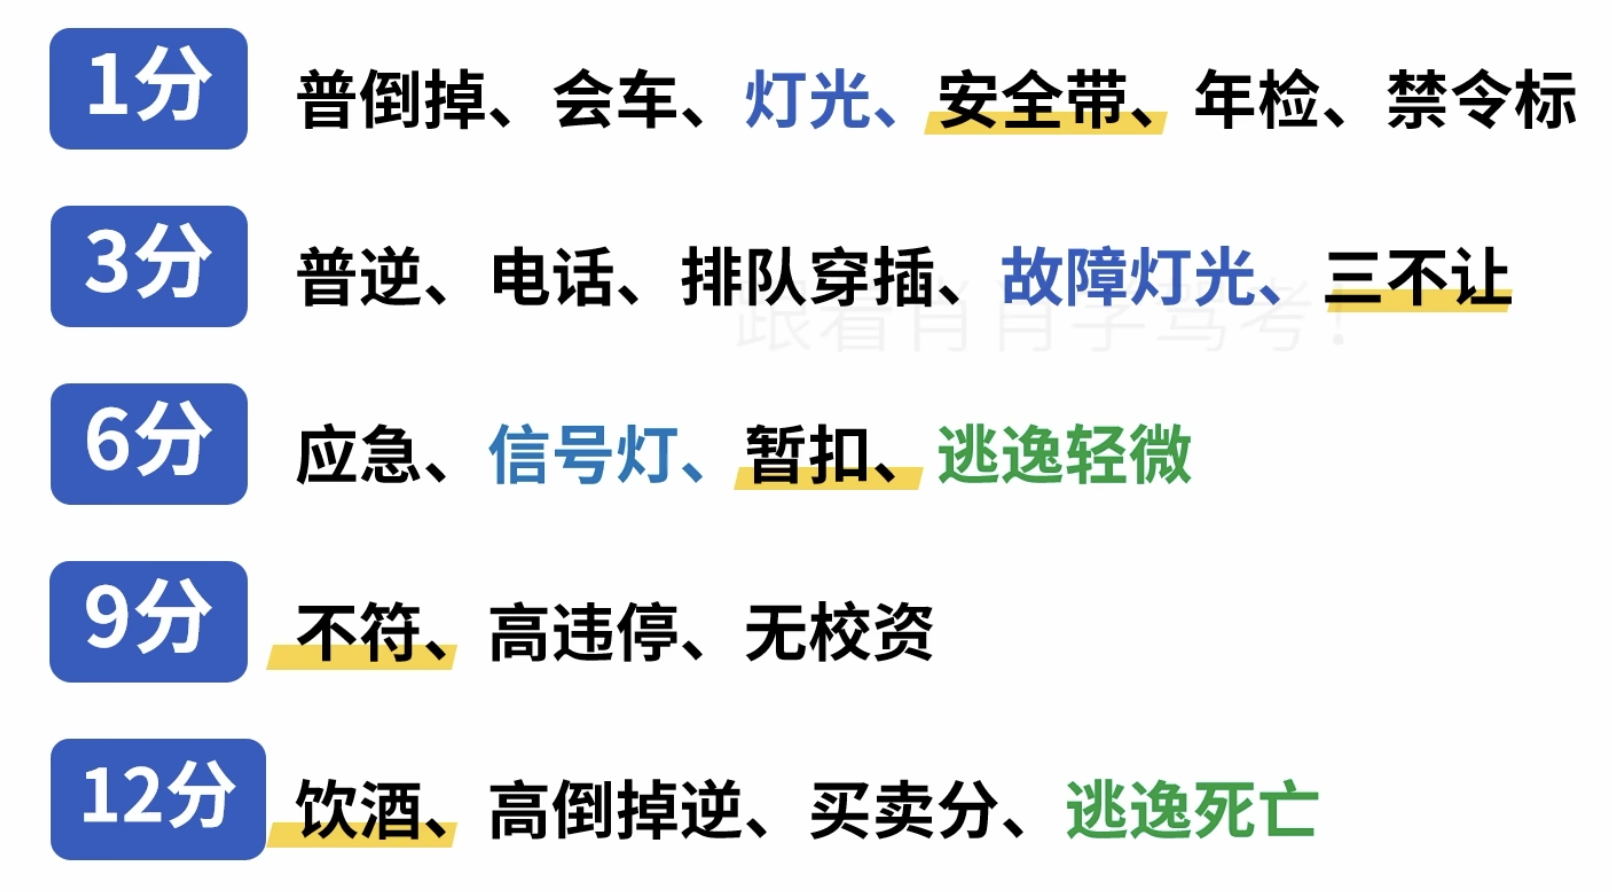 1分 普倒掉、会车、灯光、安全带、年检、禁令标
3分 普逆、电话、排队穿插、故障灯光、三不让
跟着肖肖学驾考！
6分 应急、信号灯、暂扣、逃逸轻微
9分 不符、高违停、无校资
12分 饮酒、高倒掉逆、买卖分、逃逸死亡